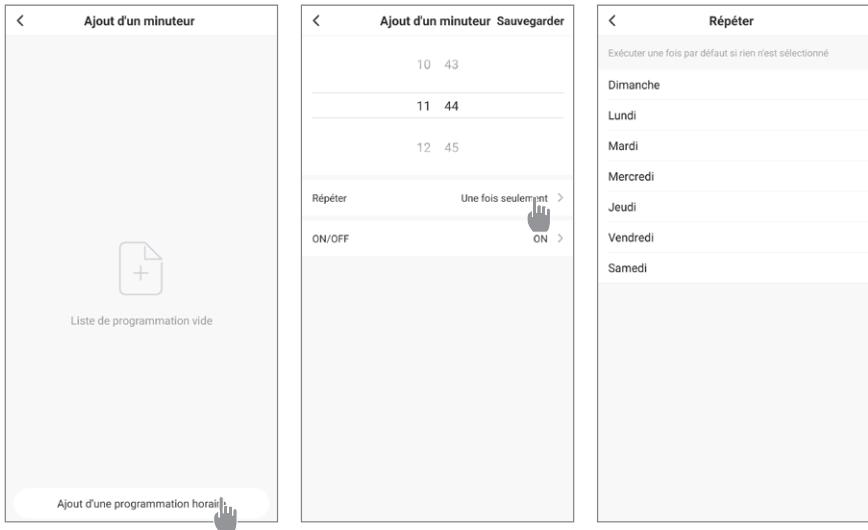 Ajout d'un minuteur
Liste de programmation vide
Ajout d'une programmation
Ajout d'un minuteur Sauvegarder
10 43
11 44
12 45
Répéter Une fois
ON/OFF ON
Répéter
Exécuter une fois par défaut si rien n'est sélectionné
Dimanche
Lundi
Mardi
Mercredi
Jeudi
Vendredi
Samedi